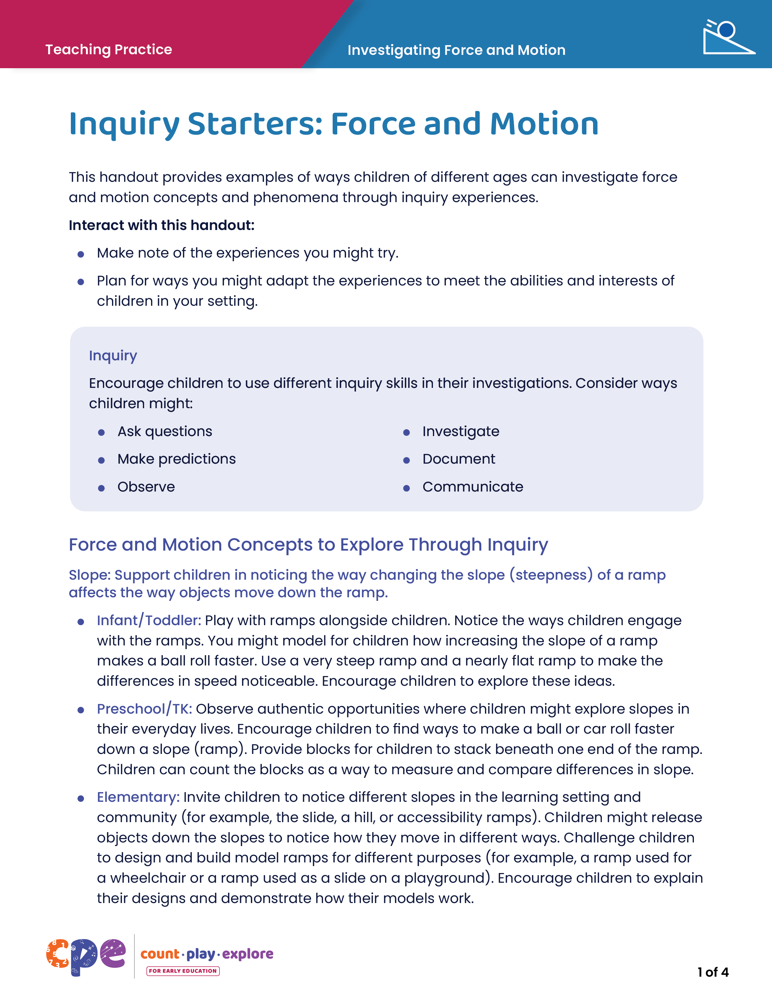 Teaching Practice
Investigating Force and Motion
Inquiry Starters: Force and Motion
This handout provides examples of ways children of different ages can investigate force
and motion concepts and phenomena through inquiry experiences.
Interact with this handout:
● Make note of the experiences you might try.
● Plan for ways you might adapt the experiences to meet the abilities and interests of
children in your setting.
Inquiry
Encourage children to use different inquiry skills in their investigations. Consider ways
children might:
● Ask questions
● Make predictions
● Observe
● Investigate
● Document
● Communicate
Force and Motion Concepts to Explore Through Inquiry
Slope: Support children in noticing the way changing the slope (steepness) of a ramp
affects the way objects move down the ramp.
● Infant/Toddler: Play with ramps alongside children. Notice the ways children engage
with the ramps. You might model for children how increasing the slope of a ramp
makes a ball roll faster. Use a very steep ramp and a nearly flat ramp to make the
differences in speed noticeable. Encourage children to explore these ideas.
● Preschool/TK: Observe authentic opportunities where children might explore slopes in
their everyday lives. Encourage children to find ways to make a ball or car roll faster
down a slope (ramp). Provide blocks for children to stack beneath one end of the ramp.
Children can count the blocks as a way to measure and compare differences in slope.
● Elementary: Invite children to notice different slopes in the learning setting and
community (for example, the slide, a hill, or accessibility ramps). Children might release
objects down the slopes to notice how they move in different ways. Challenge children
to design and build model ramps for different purposes (for example, a ramp used for
a wheelchair or a ramp used as a slide on a playground). Encourage children to explain
their designs and demonstrate how their models work.
cpe
count·play·explore
FOR EARLY EDUCATION
1 of 4